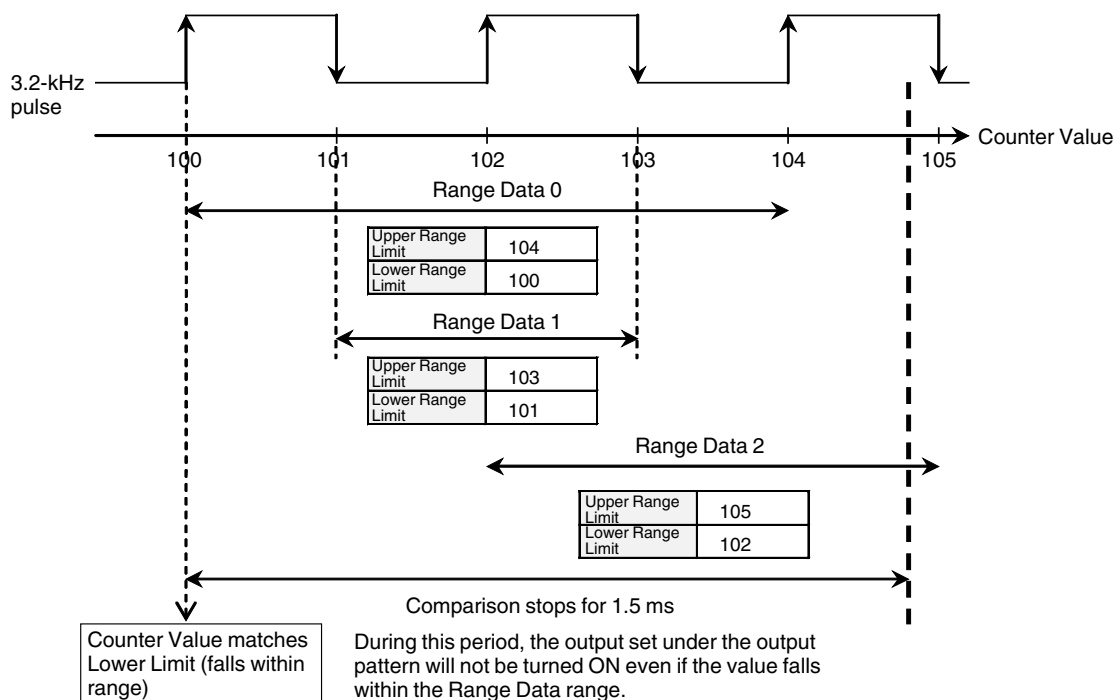 3.2-kHz
pulse
Counter Value
100 101 102 103 104 105
Range Data 0
Upper Range
Limit 104
Lower Range
Limit 100
Range Data 1
Upper Range
Limit 103
Lower Range
Limit 101
Range Data 2
Upper Range
Limit 105
Lower Range
Limit 102
Comparison stops for 1.5 ms
Counter Value matches
Lower Limit (falls within
range)
During this period, the output set under the output
pattern will not be turned ON even if the value falls
within the Range Data range.